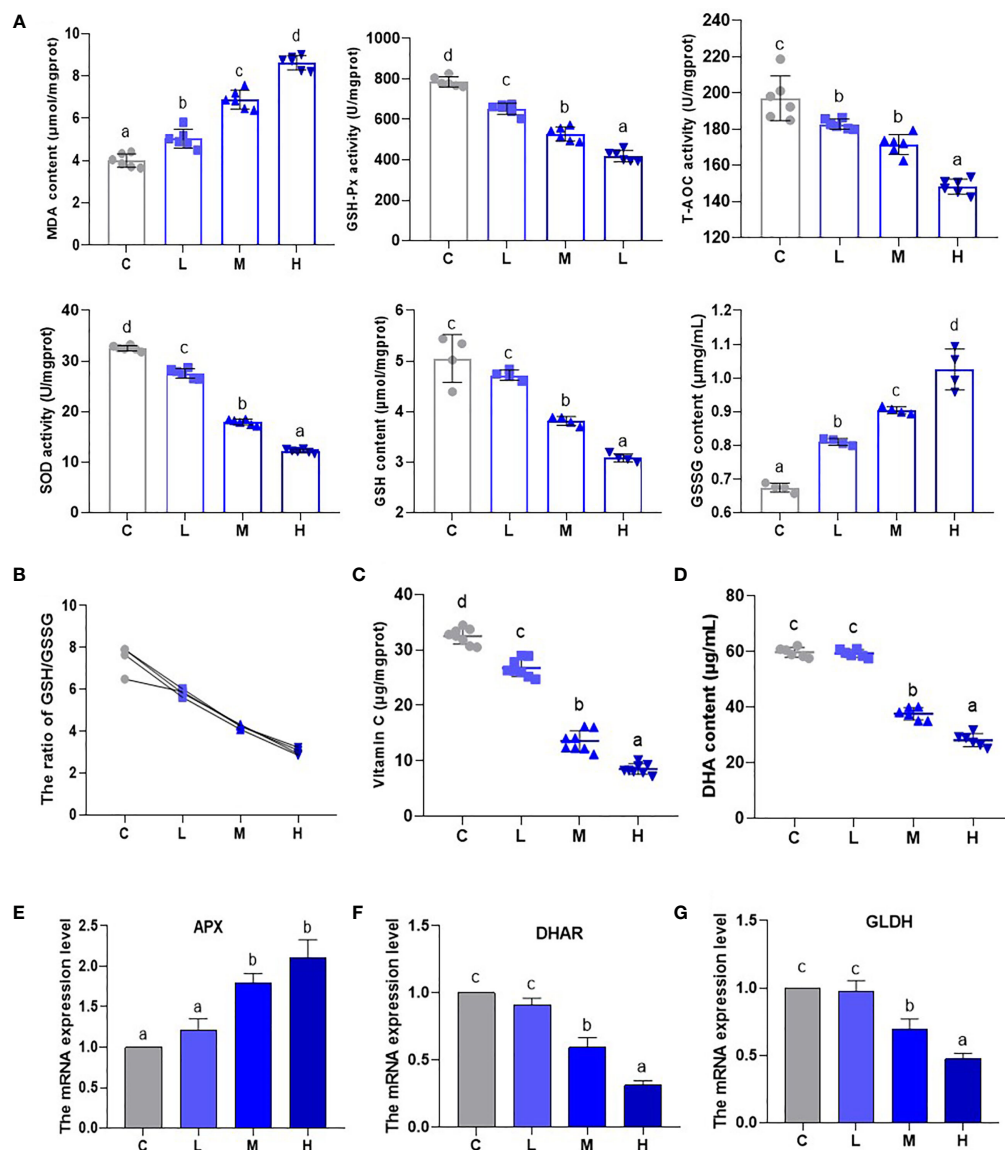 A
MDA content (μmol/mgprot)
10
8
6
4
2
0
a
b
c
d
C L M H
GSH-Px activity (U/mgprot)
1000
800
600
400
200
0
d
c
b
a
C L M L
T-AOC activity (U/mgprot)
220
200
180
160
140
120
c
b
b
a
C L M H
SOD activity (U/mgprot)
40
30
20
10
0
d
c
b
a
C L M H
GSH content (μmol/mgprot)
6
5
4
3
2
c
c
b
a
C L M H
GSSG content (μmg/mL)
1.1
1.0
0.9
0.8
0.7
0.6
a
b
c
d
C L M H
B
The ratio of GSH/GSSG
10
8
6
4
2
0
C L M H
C
Vitamin C (μg/mgprot)
40
30
20
10
0
d
c
b
a
C L M H
D
DHA content (μg/mL)
80
60
40
20
0
c
c
b
a
C L M H
E
APX
The mRNA expression level
2.5
2.0
1.5
1.0
0.5
0.0
a
a
b
b
C L M H
F
DHAR
The mRNA expression level
1.5
1.0
0.5
0.0
c
c
b
a
C L M H
G
GLDH
The mRNA expression level
1.5
1.0
0.5
0.0
c
c
b
a
C L M H